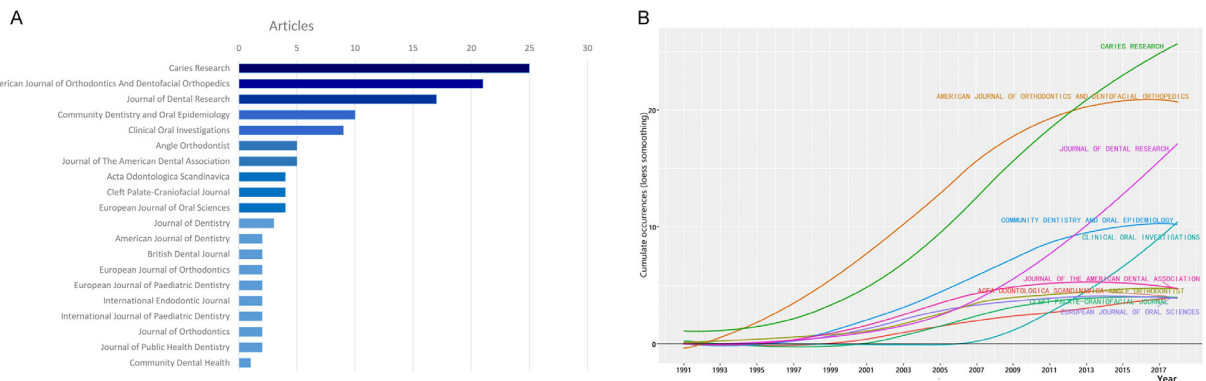 A
Articles
0 5 10 15 20 25 30
Caries Research
erican Journal of Orthodontics And Dentofacial Orthopedics
Journal of Dental Research
Community Dentistry and Oral Epidemiology
Clinical Oral Investigations
Angle Orthodontist
Journal of The American Dental Association
Acta Odontologica Scandinavica
Cleft Palate-Craniofacial Journal
European Journal of Oral Sciences
Journal of Dentistry
American Journal of Dentistry
British Dental Journal
European Journal of Orthodontics
European Journal of Paediatric Dentistry
International Endodontic Journal
International Journal of Paediatric Dentistry
Journal of Orthodontics
Journal of Public Health Dentistry
Community Dental Health
B
Cumulate occurrences (loess somoothing)
20
10
0
CARIES RESEARCH
AMERICAN JOURNAL OF ORTHODONTICS AND DENTOFACIAL ORTHOPEDICS
JOURNAL OF DENTAL RESEARCH
COMMUNITY DENTISTRY AND ORAL EPIDEMIOLOGY
CLINICAL ORAL INVESTIGATIONS
JOURNAL OF THE AMERICAN DENTAL ASSOCIATION
ACTA ODONTOLOGICA SCANDINAVICA ANGLE ORTHODONTIST
CLEFT PALATE-CRANIOFACIAL JOURNAL
EUROPEAN JOURNAL OF ORAL SCIENCES
1991 1993 1995 1997 1999 2001 2003 2005 2007 2009 2011 2013 2015 2017
Year